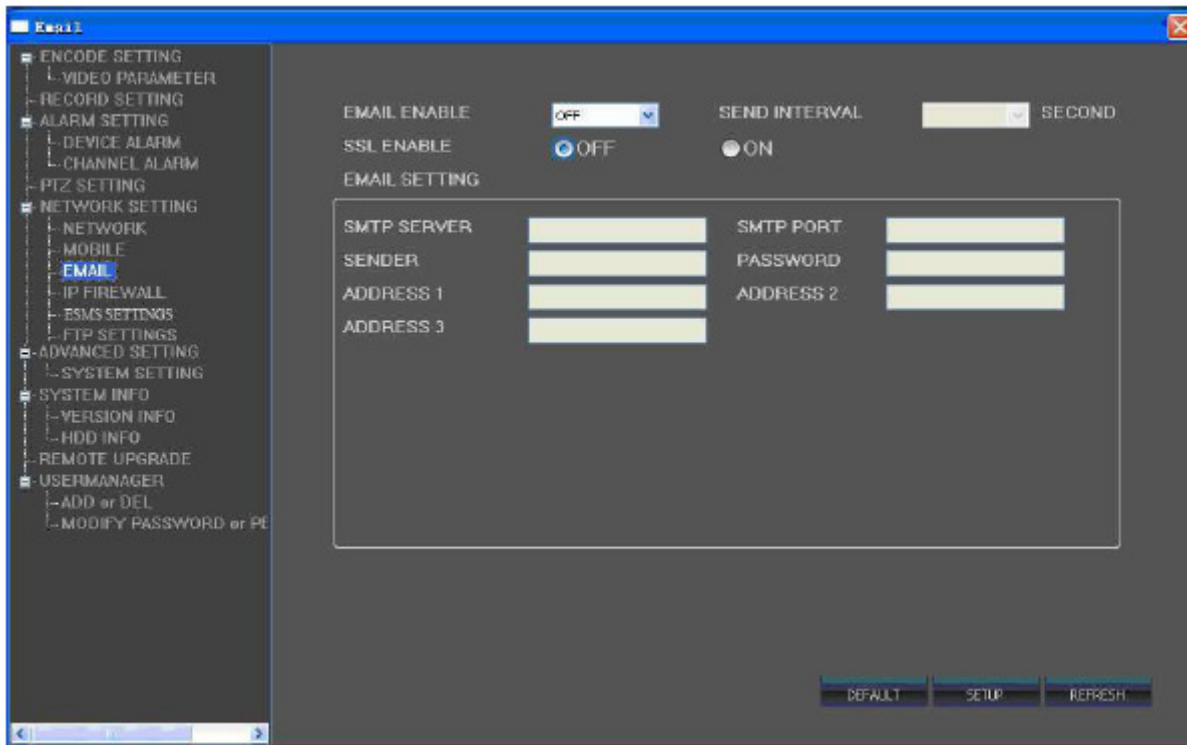 Email
ENCODE SETTING
VIDEO PARAMETER
RECORD SETTING
ALARM SETTING
DEVICE ALARM
CHANNEL ALARM
PTZ SETTING
NETWORK SETTING
NETWORK
MOBILE
EMAIL
IP FIREWALL
ESMS SETTINGS
FTP SETTINGS
ADVANCED SETTING
SYSTEM SETTING
SYSTEM INFO
VERSION INFO
HDD INFO
REMOTE UPGRADE
USERMANAGER
ADD or DEL
MODIFY PASSWORD or PE
EMAIL ENABLE OFF SEND INTERVAL SECOND
SSL ENABLE OFF ON
EMAIL SETTING
SMTP SERVER SMTP PORT
SENDER PASSWORD
ADDRESS 1 ADDRESS 2
ADDRESS 3
DEFAULT SETUP REFRESH